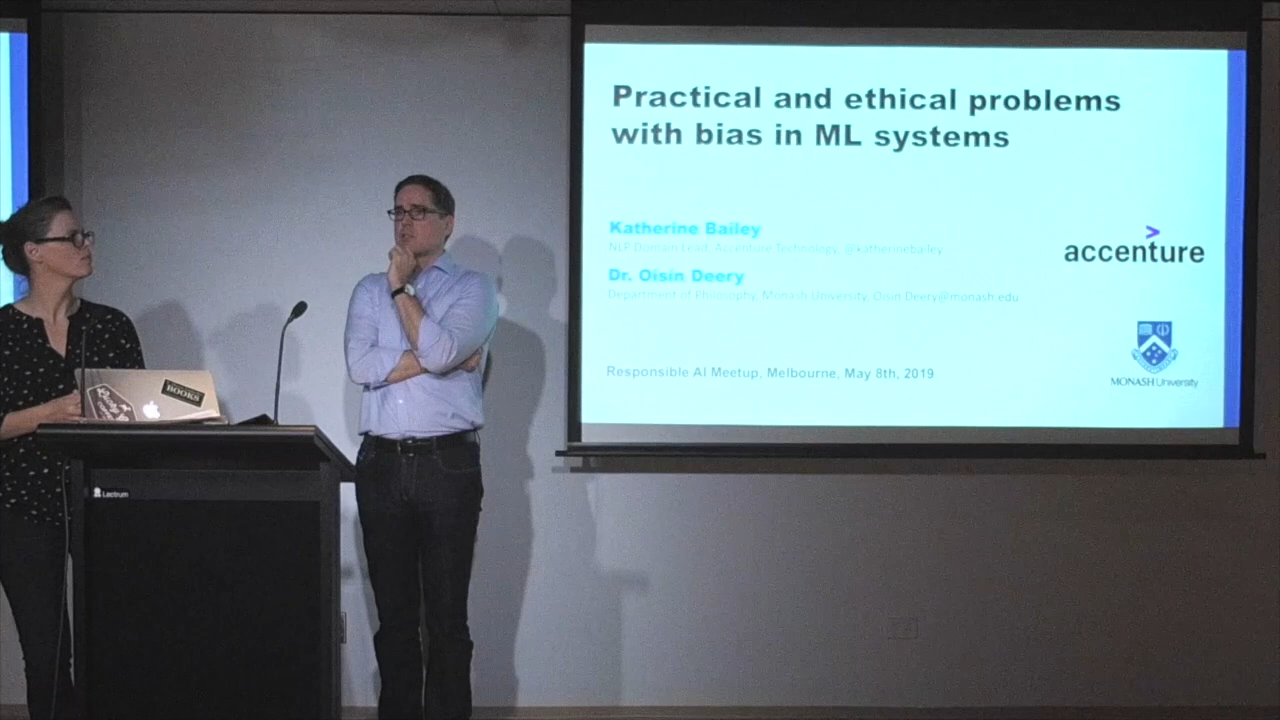 Practical and ethical problems
with bias in ML systems
Katherine Bailey
NLP Domain Lead, Accenture Technology, @katherinebailey
Dr. Oisin Deery
Department of Philosophy, Monash University, Oisin.Deery@monash.edu
accenture
MONASH University
Responsible AI Meetup, Melbourne, May 8th, 2019
BOOKS
Lectrum